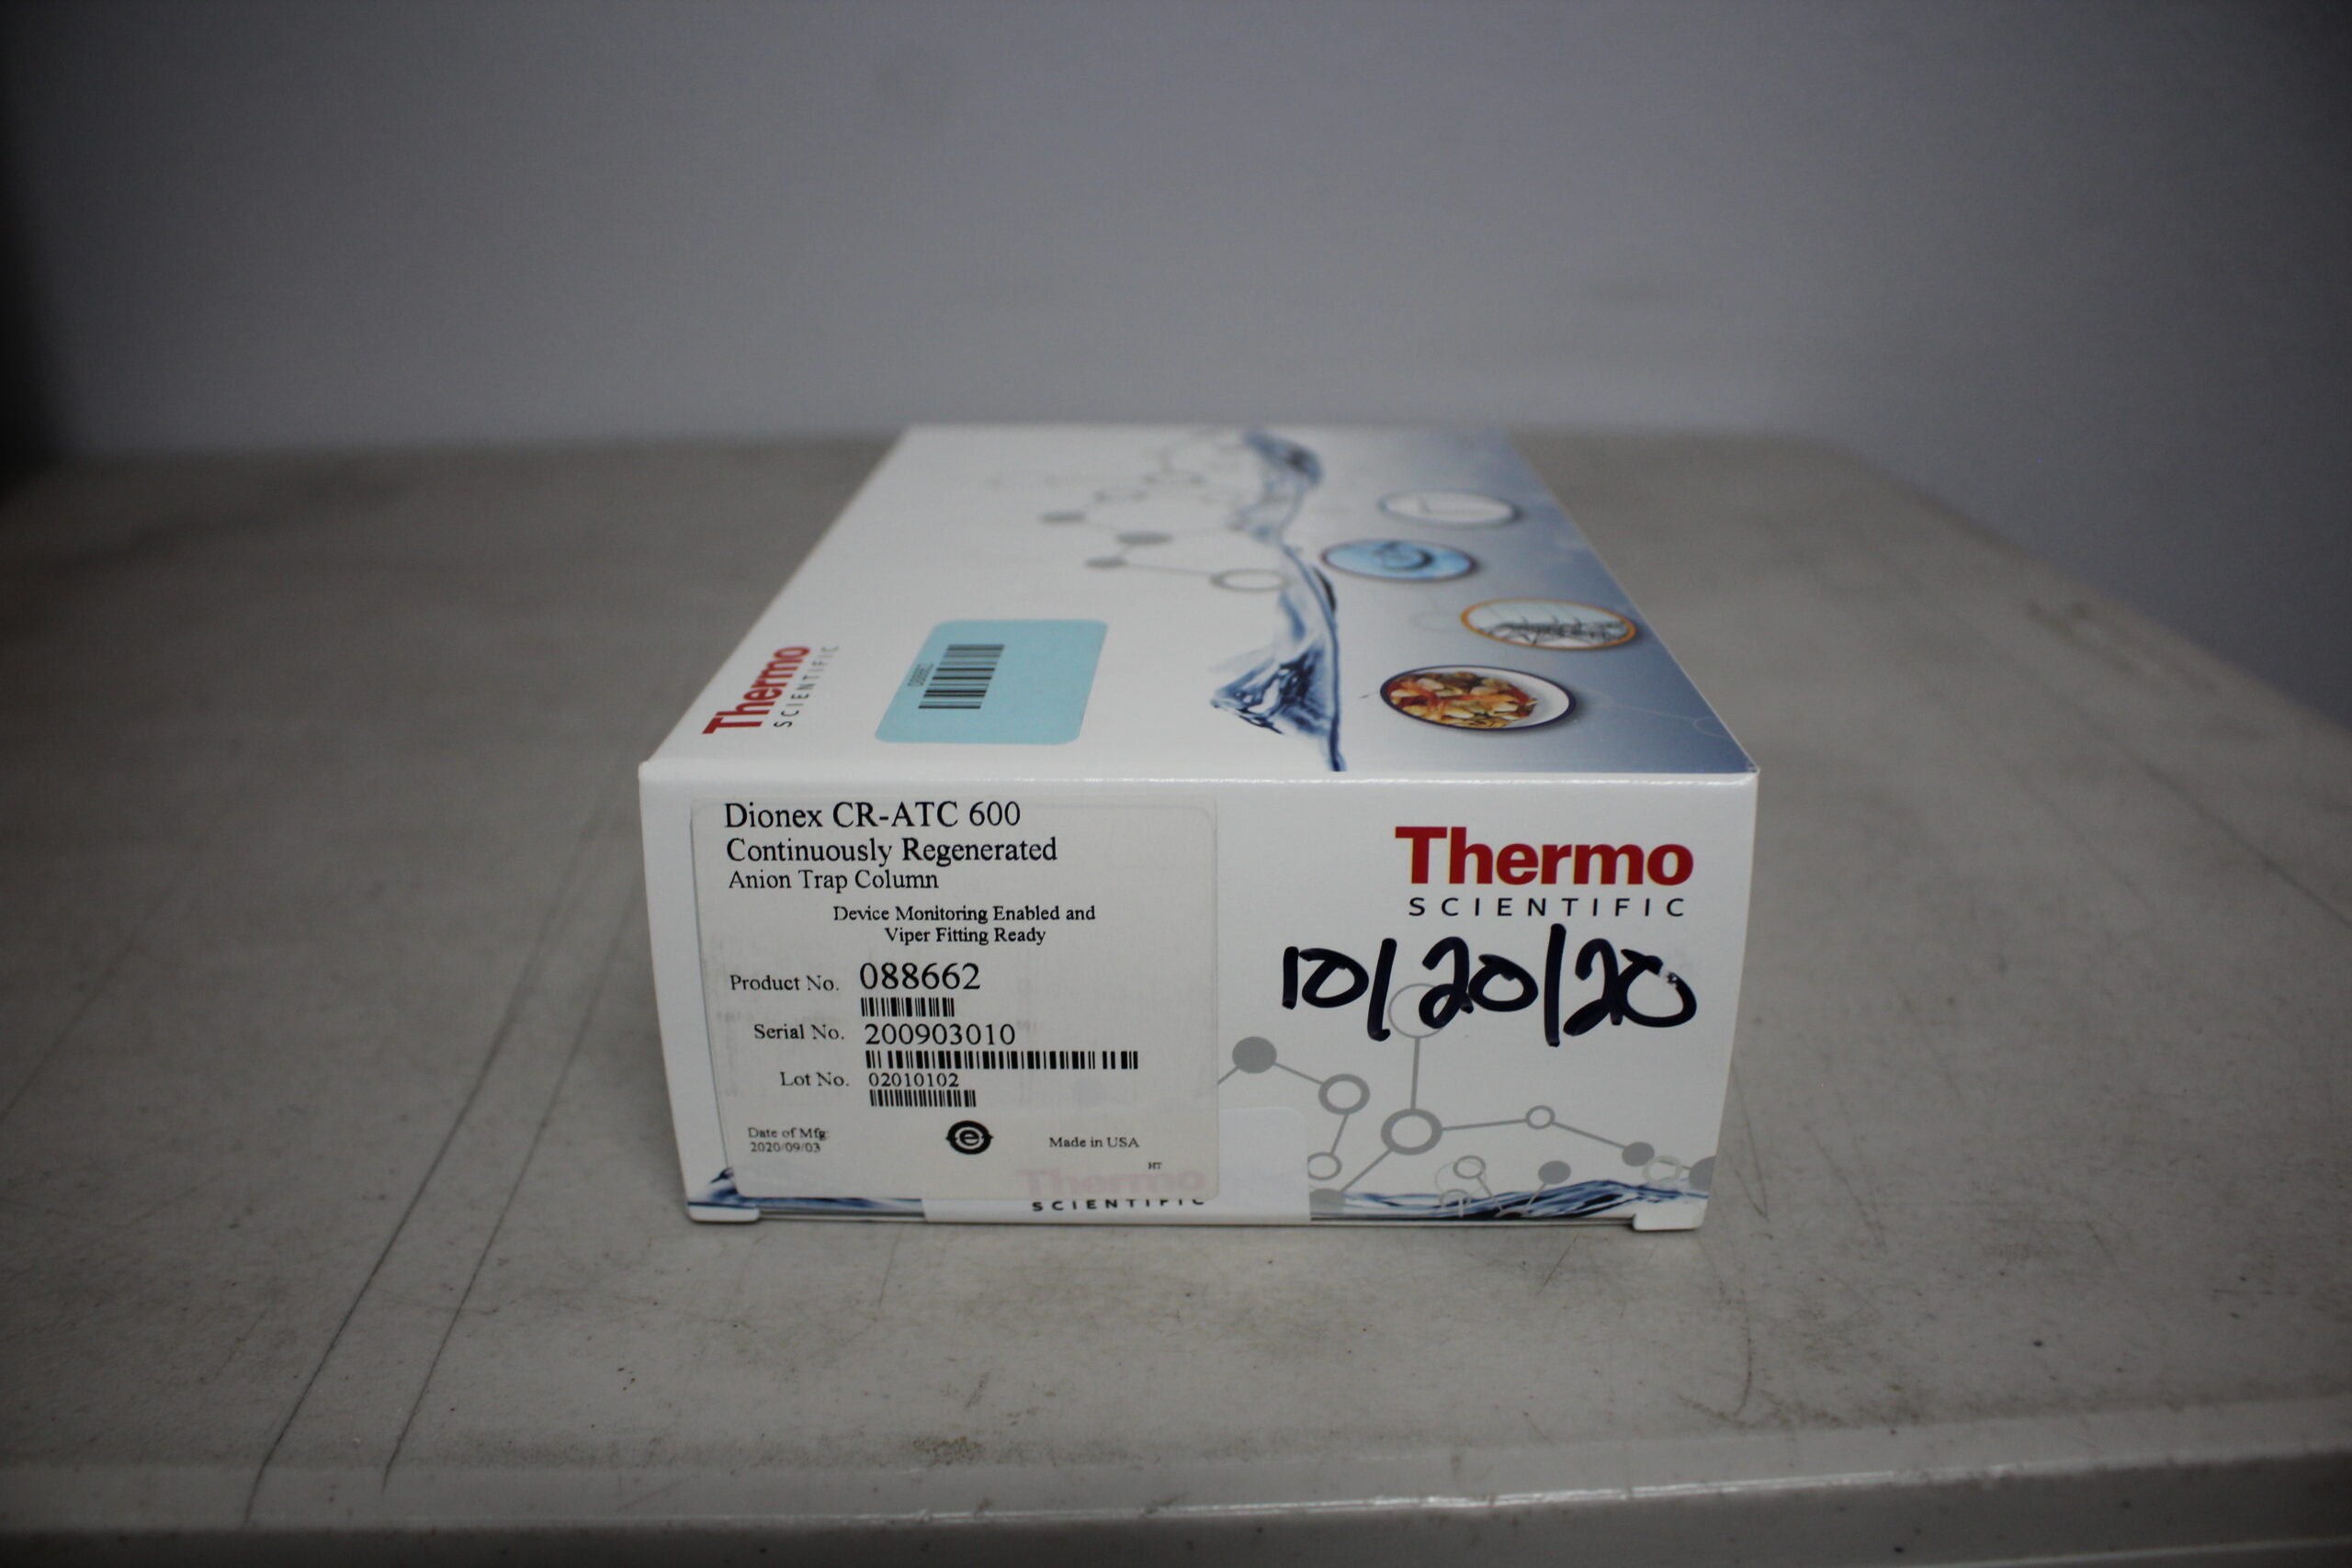 Thermo
SCIENTIFIC
Dionex CR-ATC 600
Continuously Regenerated
Anion Trap Column
Device Monitoring Enabled and
Viper Fitting Ready
Product No. 088662
Serial No. 200903010
Lot No. 02010102
Date of Mfg:
2020/09/03
e
Made in USA
HT
Thermo
SCIENTIFIC
10/20/20
Thermo
SCIENTIFIC